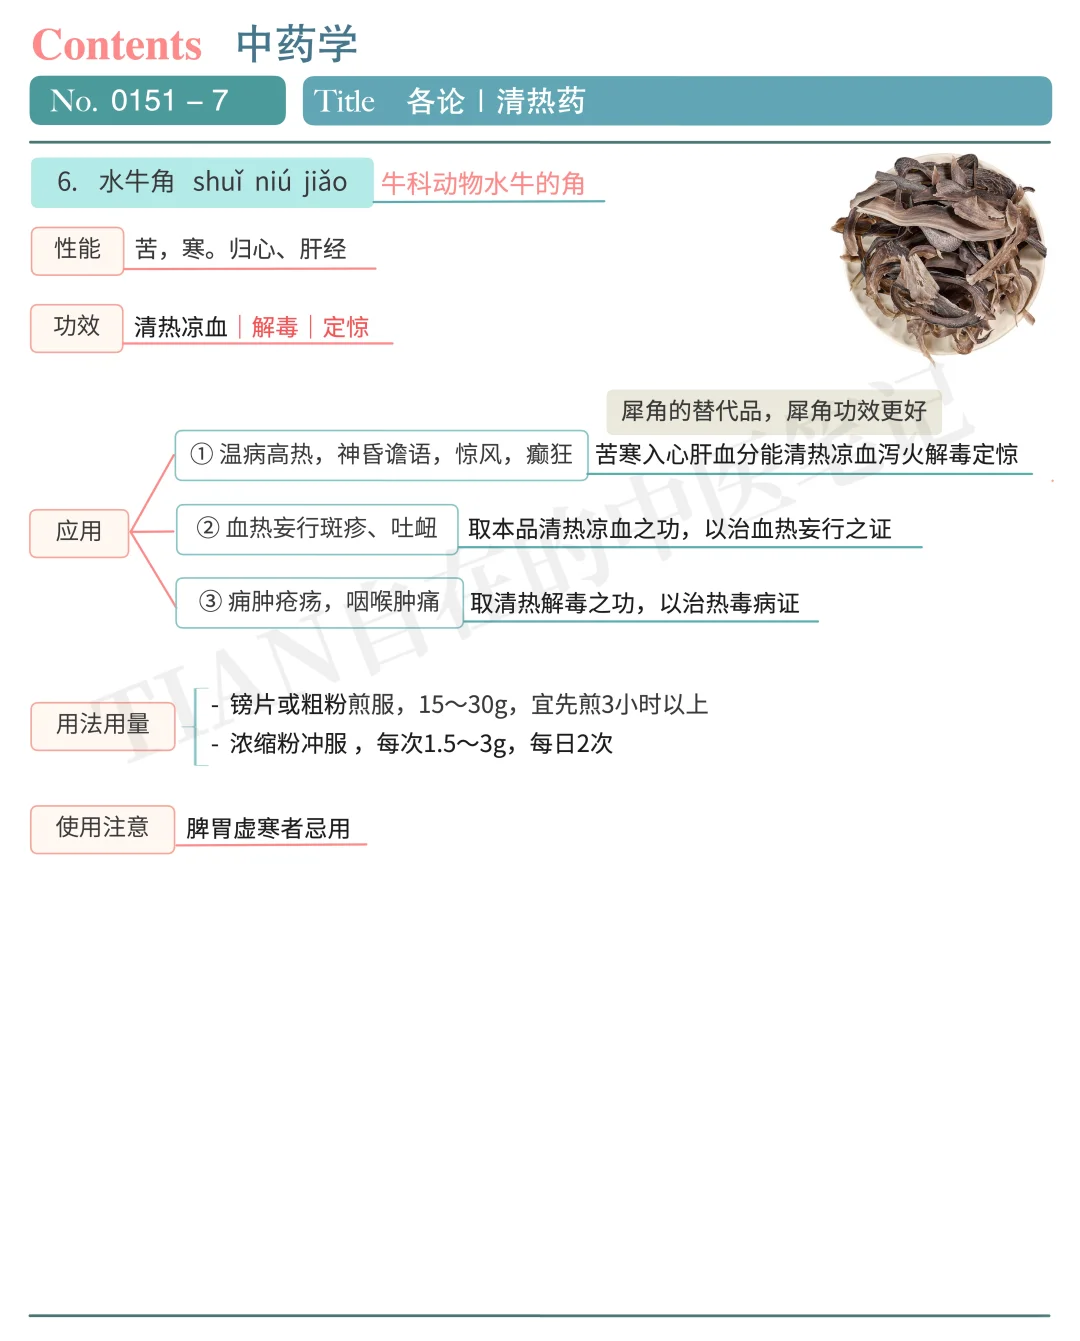 Contents 中药学
No. 0151 – 7
Title 各论丨清热药
6. 水牛角 shuǐ niú jiǎo 牛科动物水牛的角
性能 苦，寒。归心、肝经
功效 清热凉血｜解毒｜定惊
犀角的替代品，犀角功效更好
① 温病高热，神昏谵语，惊风，癫狂 苦寒入心肝血分能清热凉血泻火解毒定惊
应用 ② 血热妄行斑疹、吐衄 取本品清热凉血之功，以治血热妄行之证
③ 痈肿疮疡，咽喉肿痛 取清热解毒之功，以治热毒病证
用法用量
- 镑片或粗粉煎服，15～30g，宜先煎3小时以上
- 浓缩粉冲服 ，每次1.5～3g，每日2次
使用注意 脾胃虚寒者忌用
TIAN自在的中医笔记